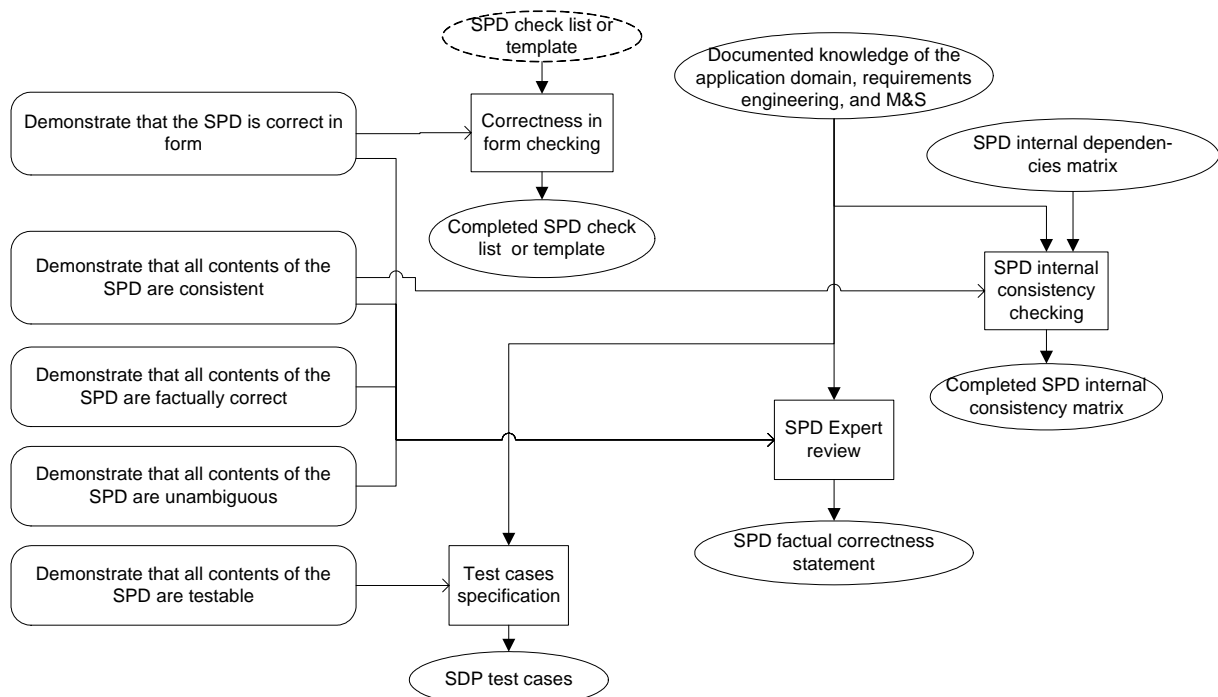 SPD check list or
template
Documented knowledge of the
application domain, requirements
engineering, and M&S
Demonstrate that the SPD is correct in
form
Correctness in
form checking
SPD internal dependen-
cies matrix
Completed SPD check
list  or template
Demonstrate that all contents of the
SPD are consistent
SPD internal
consistency
checking
Demonstrate that all contents of the
SPD are factually correct
Completed SPD internal
consistency matrix
SPD Expert
review
Demonstrate that all contents of the
SPD are unambiguous
SPD factual correctness
statement
Demonstrate that all contents of the
SPD are testable
Test cases
specification
SDP test cases